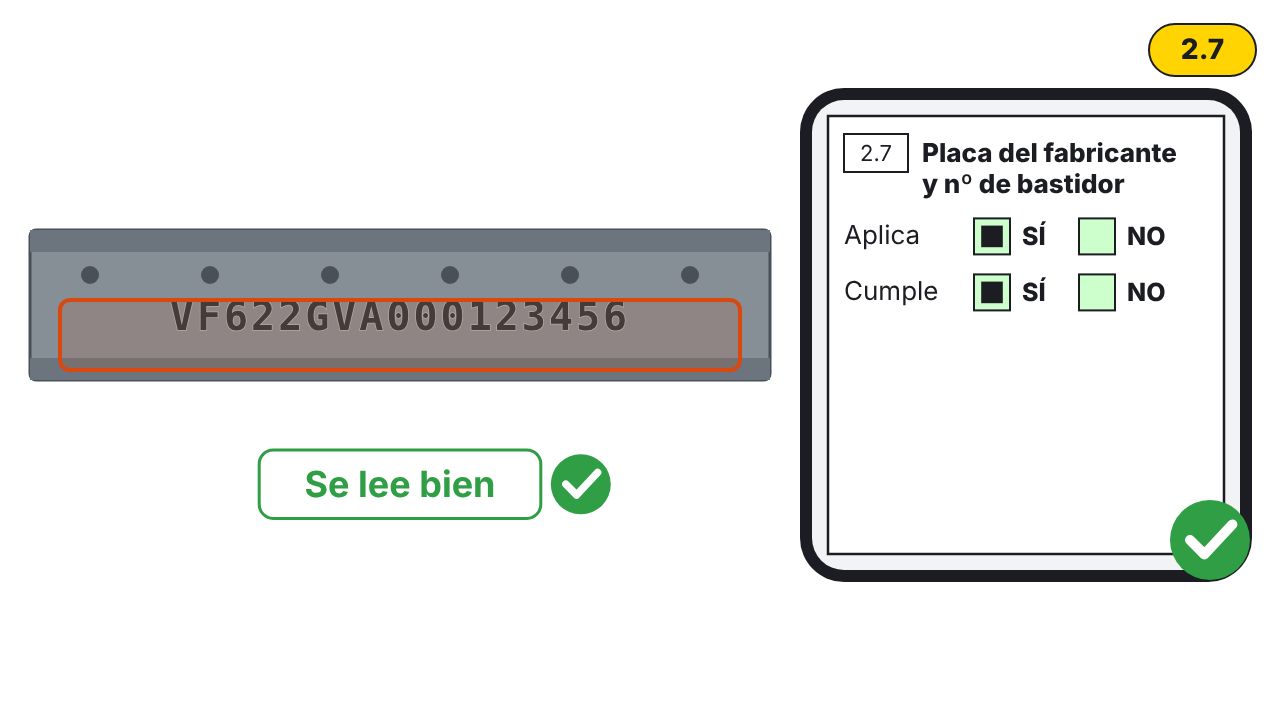 2.7
VF622GVA000123456
Se lee bien
2.7 Placa del fabricante
y nº de bastidor
Aplica SÍ NO
Cumple SÍ NO